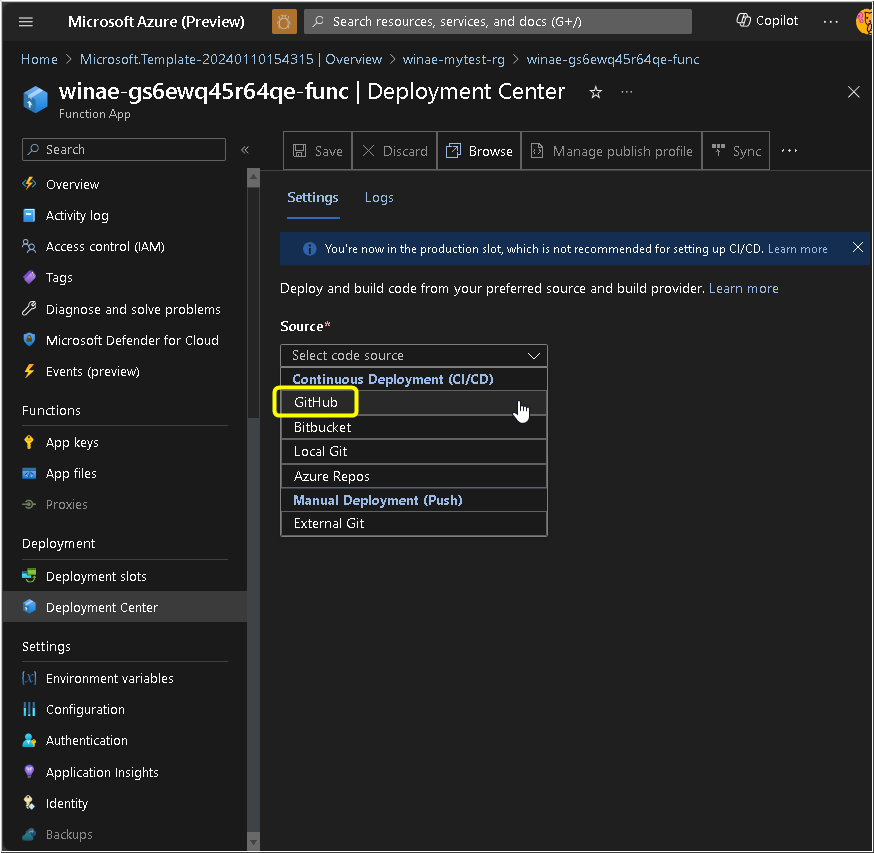 Microsoft Azure (Preview)
Search resources, services, and docs (G+/)
Copilot
Home > Microsoft.Template-20240110154315 | Overview > winae-mytest-rg > winae-gs6ewq45r64qe-func
winae-gs6ewq45r64qe-func | Deployment Center
Function App
Search
Save
Discard
Browse
Manage publish profile
Sync
Overview
Activity log
Access control (IAM)
Tags
Diagnose and solve problems
Microsoft Defender for Cloud
Events (preview)
Functions
App keys
App files
Proxies
Deployment
Deployment slots
Deployment Center
Settings
Environment variables
Configuration
Authentication
Application Insights
Identity
Backups
Settings
Logs
You're now in the production slot, which is not recommended for setting up CI/CD. Learn more
Deploy and build code from your preferred source and build provider. Learn more
Source*
Select code source
Continuous Deployment (CI/CD)
GitHub
Bitbucket
Local Git
Azure Repos
Manual Deployment (Push)
External Git